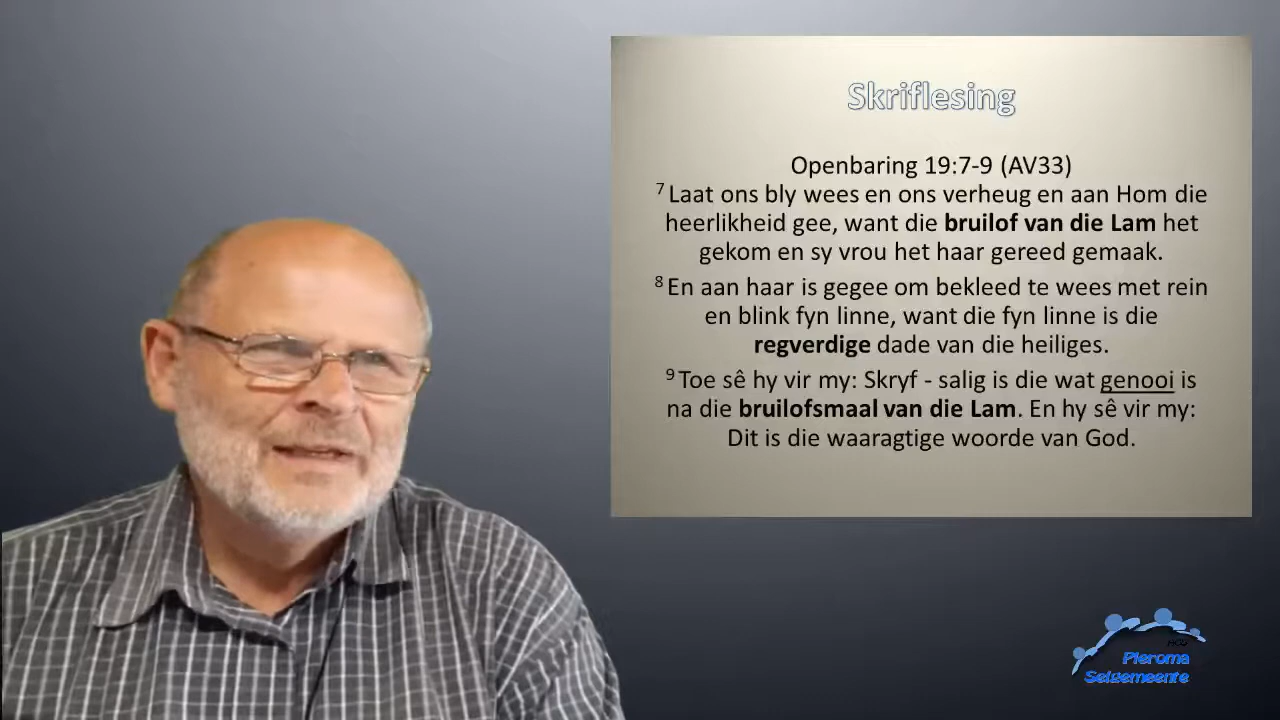 Skriflesing
Openbaring 19:7-9 (AV33)
7 Laat ons bly wees en ons verheug en aan Hom die
heerlikheid gee, want die bruilof van die Lam het
gekom en sy vrou het haar gereed gemaak.
8 En aan haar is gegee om bekleed te wees met rein
en blink fyn linne, want die fyn linne is die
regverdige dade van die heiliges.
9 Toe sê hy vir my: Skryf - salig is die wat genooi is
na die bruilofsmaal van die Lam. En hy sê vir my:
Dit is die waaragtige woorde van God.
Pleroma
Selgemeente